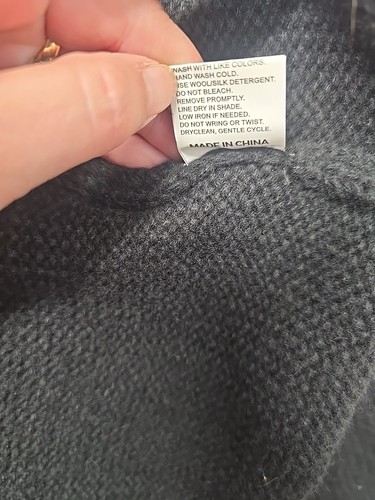 WASH WITH LIKE COLORS.
HAND WASH COLD.
USE WOOL/SILK DETERGENT.
DO NOT BLEACH.
REMOVE PROMPTLY.
LINE DRY IN SHADE.
LOW IRON IF NEEDED.
DO NOT WRING OR TWIST.
DRYCLEAN, GENTLE CYCLE.
MADE IN CHINA